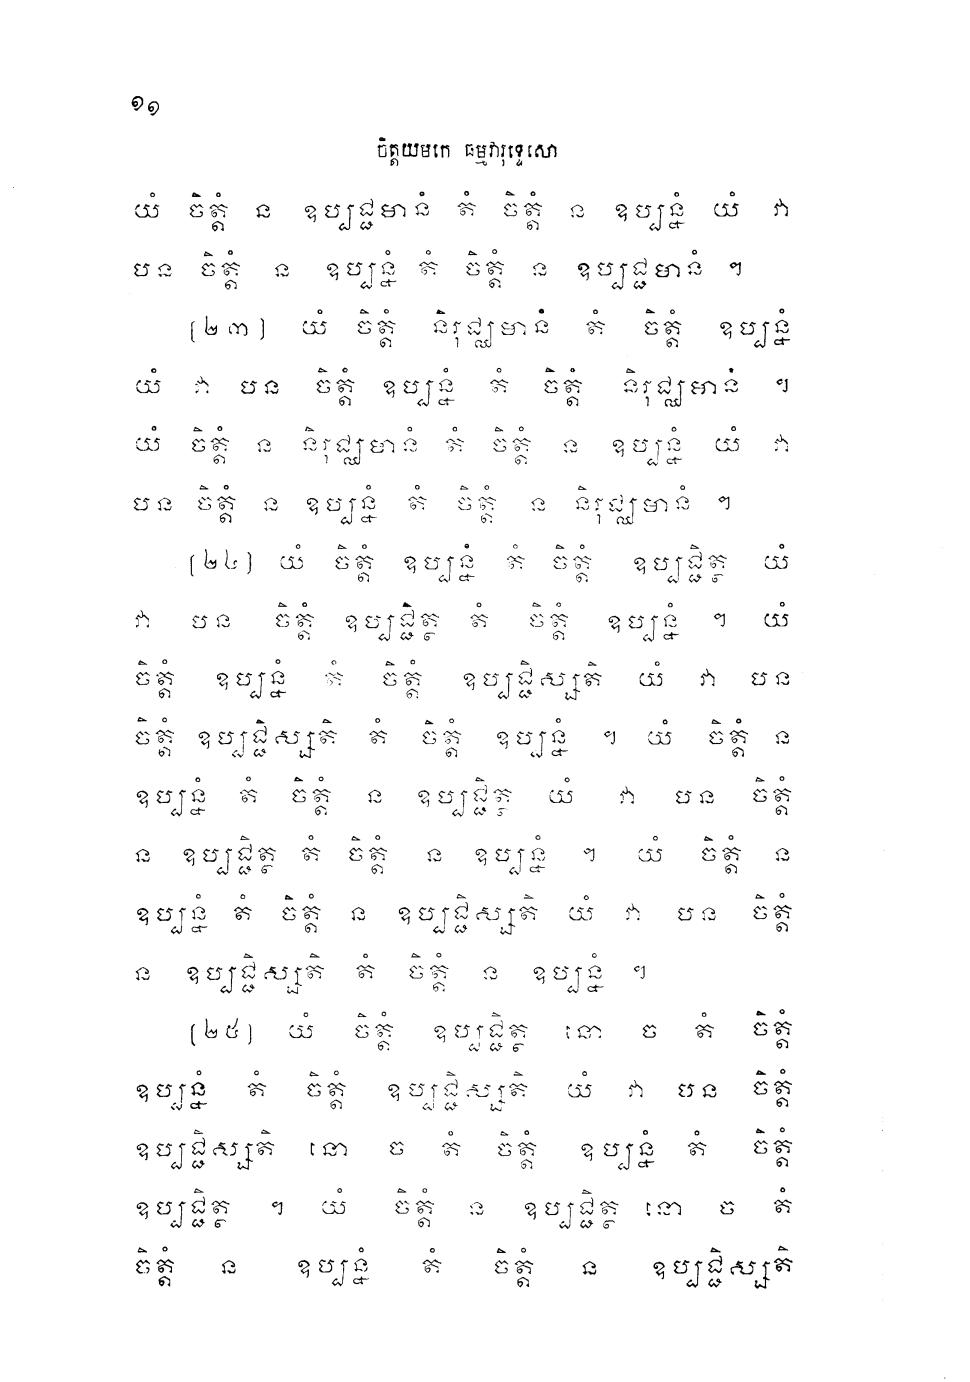 ១១
ចិត្តយមកេ ធម្មវារុទ្ទេសោ
យំ ចិត្តំ ន ឧប្បជ្ជមានំ តំ ចិត្តំ ន ឧប្បន្នំ យំ វា
បន ចិត្តំ ន ឧប្បន្នំ តំ ចិត្តំ ន ឧប្បជ្ជមានំ ។
(២៣) យំ ចិត្តំ និរុជ្ឈមានំ តំ ចិត្តំ ឧប្បន្នំ
យំ វា បន ចិត្តំ ឧប្បន្នំ តំ ចិត្តំ និរុជ្ឈមានំ ។
យំ ចិត្តំ ន និរុជ្ឈមានំ តំ ចិត្តំ ន ឧប្បន្នំ យំ វា
បន ចិត្តំ ន ឧប្បន្នំ តំ ចិត្តំ ន និរុជ្ឈមានំ ។
(២៤) យំ ចិត្តំ ឧប្បន្នំ តំ ចិត្តំ ឧប្បជ្ជិត្ថ យំ
វា បន ចិត្តំ ឧប្បជ្ជិត្ថ តំ ចិត្តំ ឧប្បន្នំ ។ យំ
ចិត្តំ ឧប្បន្នំ តំ ចិត្តំ ឧប្បជ្ជិស្សតិ យំ វា បន
ចិត្តំ ឧប្បជ្ជិស្សតិ តំ ចិត្តំ ឧប្បន្នំ ។ យំ ចិត្តំ ន
ឧប្បន្នំ តំ ចិត្តំ ន ឧប្បជ្ជិត្ថ យំ វា បន ចិត្តំ
ន ឧប្បជ្ជិត្ថ តំ ចិត្តំ ន ឧប្បន្នំ ។ យំ ចិត្តំ ន
ឧប្បន្នំ តំ ចិត្តំ ន ឧប្បជ្ជិស្សតិ យំ វា បន ចិត្តំ
ន ឧប្បជ្ជិស្សតិ តំ ចិត្តំ ន ឧប្បន្នំ ។
(២៥) យំ ចិត្តំ ឧប្បជ្ជិត្ថ នោ ច តំ ចិត្តំ
ឧប្បន្នំ តំ ចិត្តំ ឧប្បជ្ជិស្សតិ យំ វា បន ចិត្តំ
ឧប្បជ្ជិស្សតិ នោ ច តំ ចិត្តំ ឧប្បន្នំ តំ ចិត្តំ
ឧប្បជ្ជិត្ថ ។ យំ ចិត្តំ ន ឧប្បជ្ជិត្ថ នោ ច តំ
ចិត្តំ ន ឧប្បន្នំ តំ ចិត្តំ ន ឧប្បជ្ជិស្សតិ